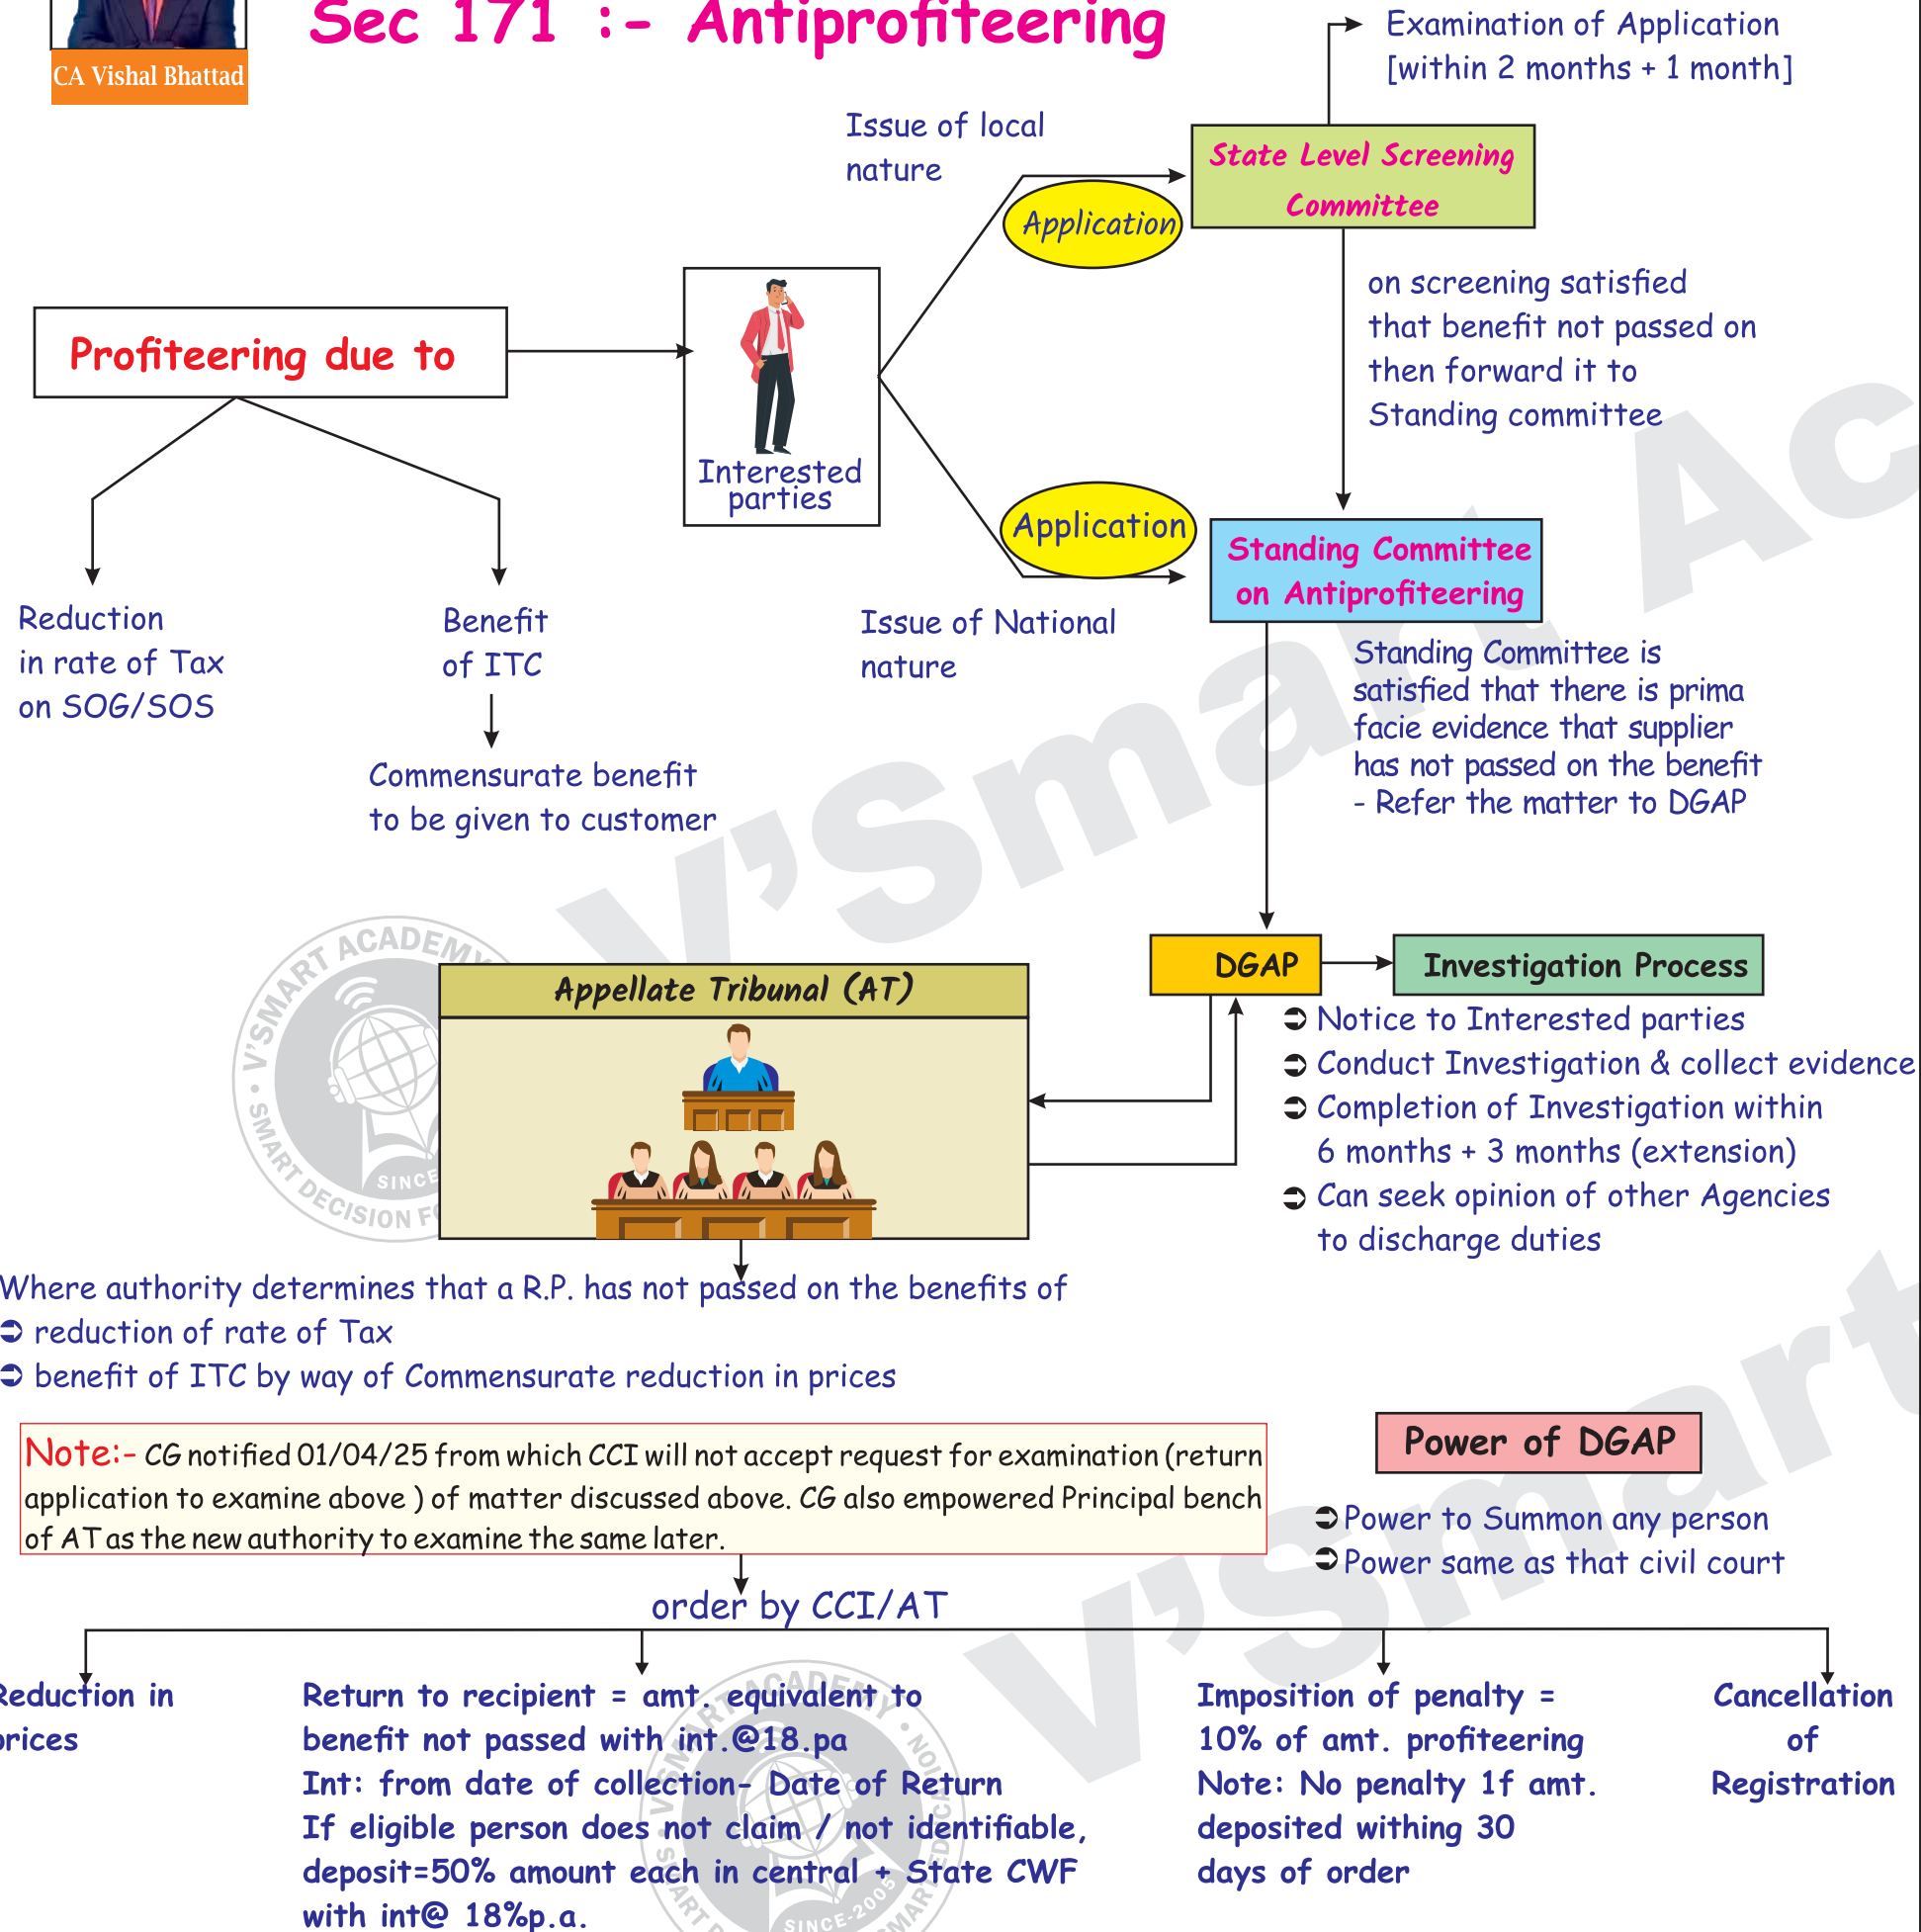 Sec 171 :- Antiprofiteering
CA Vishal Bhattad
Examination of Application
[within 2 months + 1 month]
Issue of local
nature
Application
State Level Screening
Committee
on screening satisfied
that benefit not passed on
then forward it to
Standing committee
Profiteering due to
Interested
parties
Reduction
in rate of Tax
on SOG/SOS
Benefit
of ITC
Commensurate benefit
to be given to customer
Application
Issue of National
nature
Standing Committee
on Antiprofiteering
Standing Committee is
satisfied that there is prima
facie evidence that supplier
has not passed on the benefit
- Refer the matter to DGAP
DGAP
Investigation Process
➲ Notice to Interested parties
➲ Conduct Investigation & collect evidence
➲ Completion of Investigation within
6 months + 3 months (extension)
➲ Can seek opinion of other Agencies
to discharge duties
Appellate Tribunal (AT)
Where authority determines that a R.P. has not passed on the benefits of
➲ reduction of rate of Tax
➲ benefit of ITC by way of Commensurate reduction in prices
Note:- CG notified 01/04/25 from which CCI will not accept request for examination (return
application to examine above ) of matter discussed above. CG also empowered Principal bench
of AT as the new authority to examine the same later.
Power of DGAP
➲ Power to Summon any person
➲ Power same as that civil court
order by CCI/AT
Reduction in
prices
Return to recipient = amt. equivalent to
benefit not passed with int.@18.pa
Int: from date of collection- Date of Return
If eligible person does not claim / not identifiable,
deposit=50% amount each in central + State CWF
with int@ 18%p.a.
Imposition of penalty =
10% of amt. profiteering
Note: No penalty 1f amt.
deposited withing 30
days of order
Cancellation
of
Registration
V'Smart Ac
V'Smart
V'SMART ACADEMY
SMART DECISION FO
SINCE
V'SMART ACADEMY
SINCE-2005